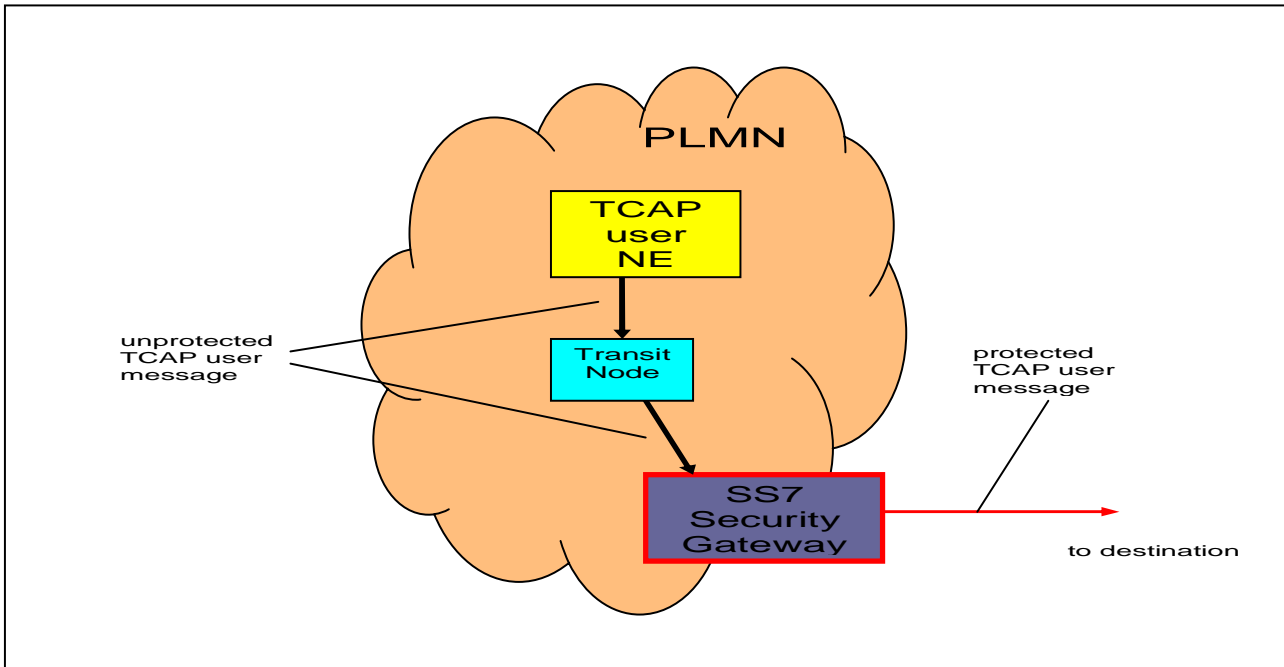 PLMN
TCAP
user
NE
unprotected
TCAP user
message
Transit
Node
protected
TCAP user
message
SS7
Security
Gateway
to destination